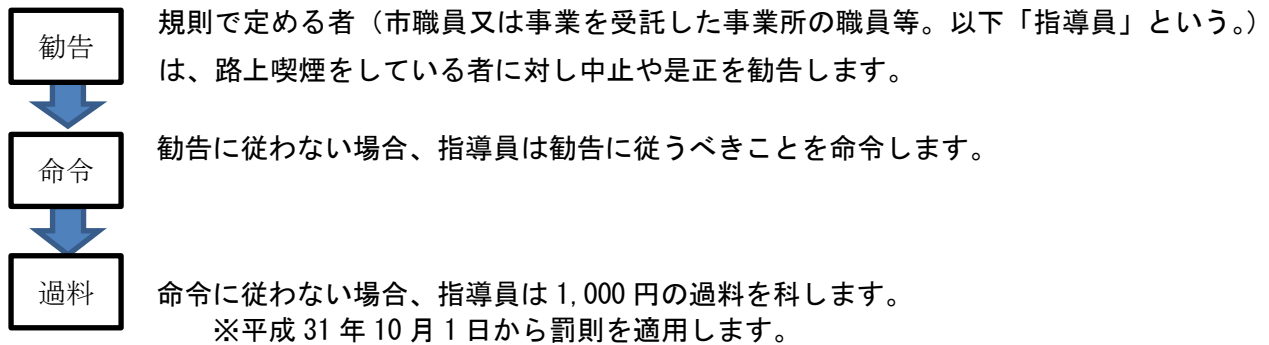 勧告
規則で定める者（市職員又は事業を受託した事業所の職員等。以下「指導員」という。）
は、路上喫煙をしている者に対し中止や是正を勧告します。
命令
勧告に従わない場合、指導員は勧告に従うべきことを命令します。
過料
命令に従わない場合、指導員は 1,000 円の過料を科します。
※平成 31 年 10 月 1 日から罰則を適用します。